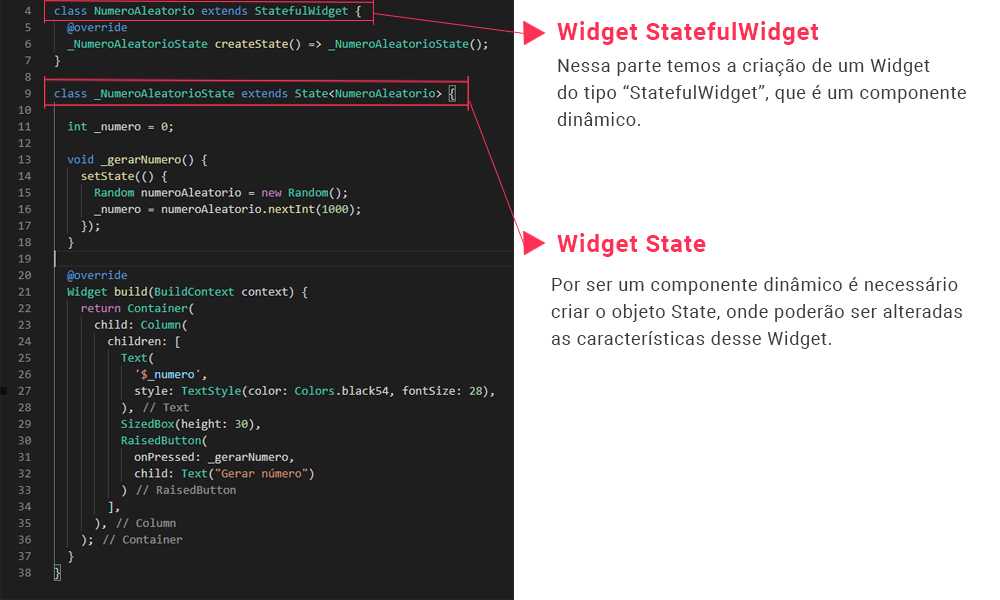 4 class NumeroAleatorio extends StatefulWidget {
5 @override
6 _NumeroAleatorioState createState() => _NumeroAleatorioState();
7 }
8
9 class _NumeroAleatorioState extends State<NumeroAleatorio> {
10
11 int _numero = 0;
12
13 void _gerarNumero() {
14 setState(() {
15 Random numeroAleatorio = new Random();
16 _numero = numeroAleatorio.nextInt(1000);
17 });
18 }
19
20 @override
21 Widget build(BuildContext context) {
22 return Container(
23 child: Column(
24 children: [
25 Text(
26 '$_numero',
27 style: TextStyle(color: Colors.black54, fontSize: 28),
28 ), // Text
29 SizedBox(height: 30),
30 RaisedButton(
31 onPressed: _gerarNumero,
32 child: Text("Gerar número")
33 ) // RaisedButton
34 ],
35 ), // Column
36 ); // Container
37 }
38 }
Widget StatefulWidget
Nessa parte temos a criação de um Widget
do tipo “StatefulWidget”, que é um componente
dinâmico.
Widget State
Por ser um componente dinâmico é necessário
criar o objeto State, onde poderão ser alteradas
as características desse Widget.